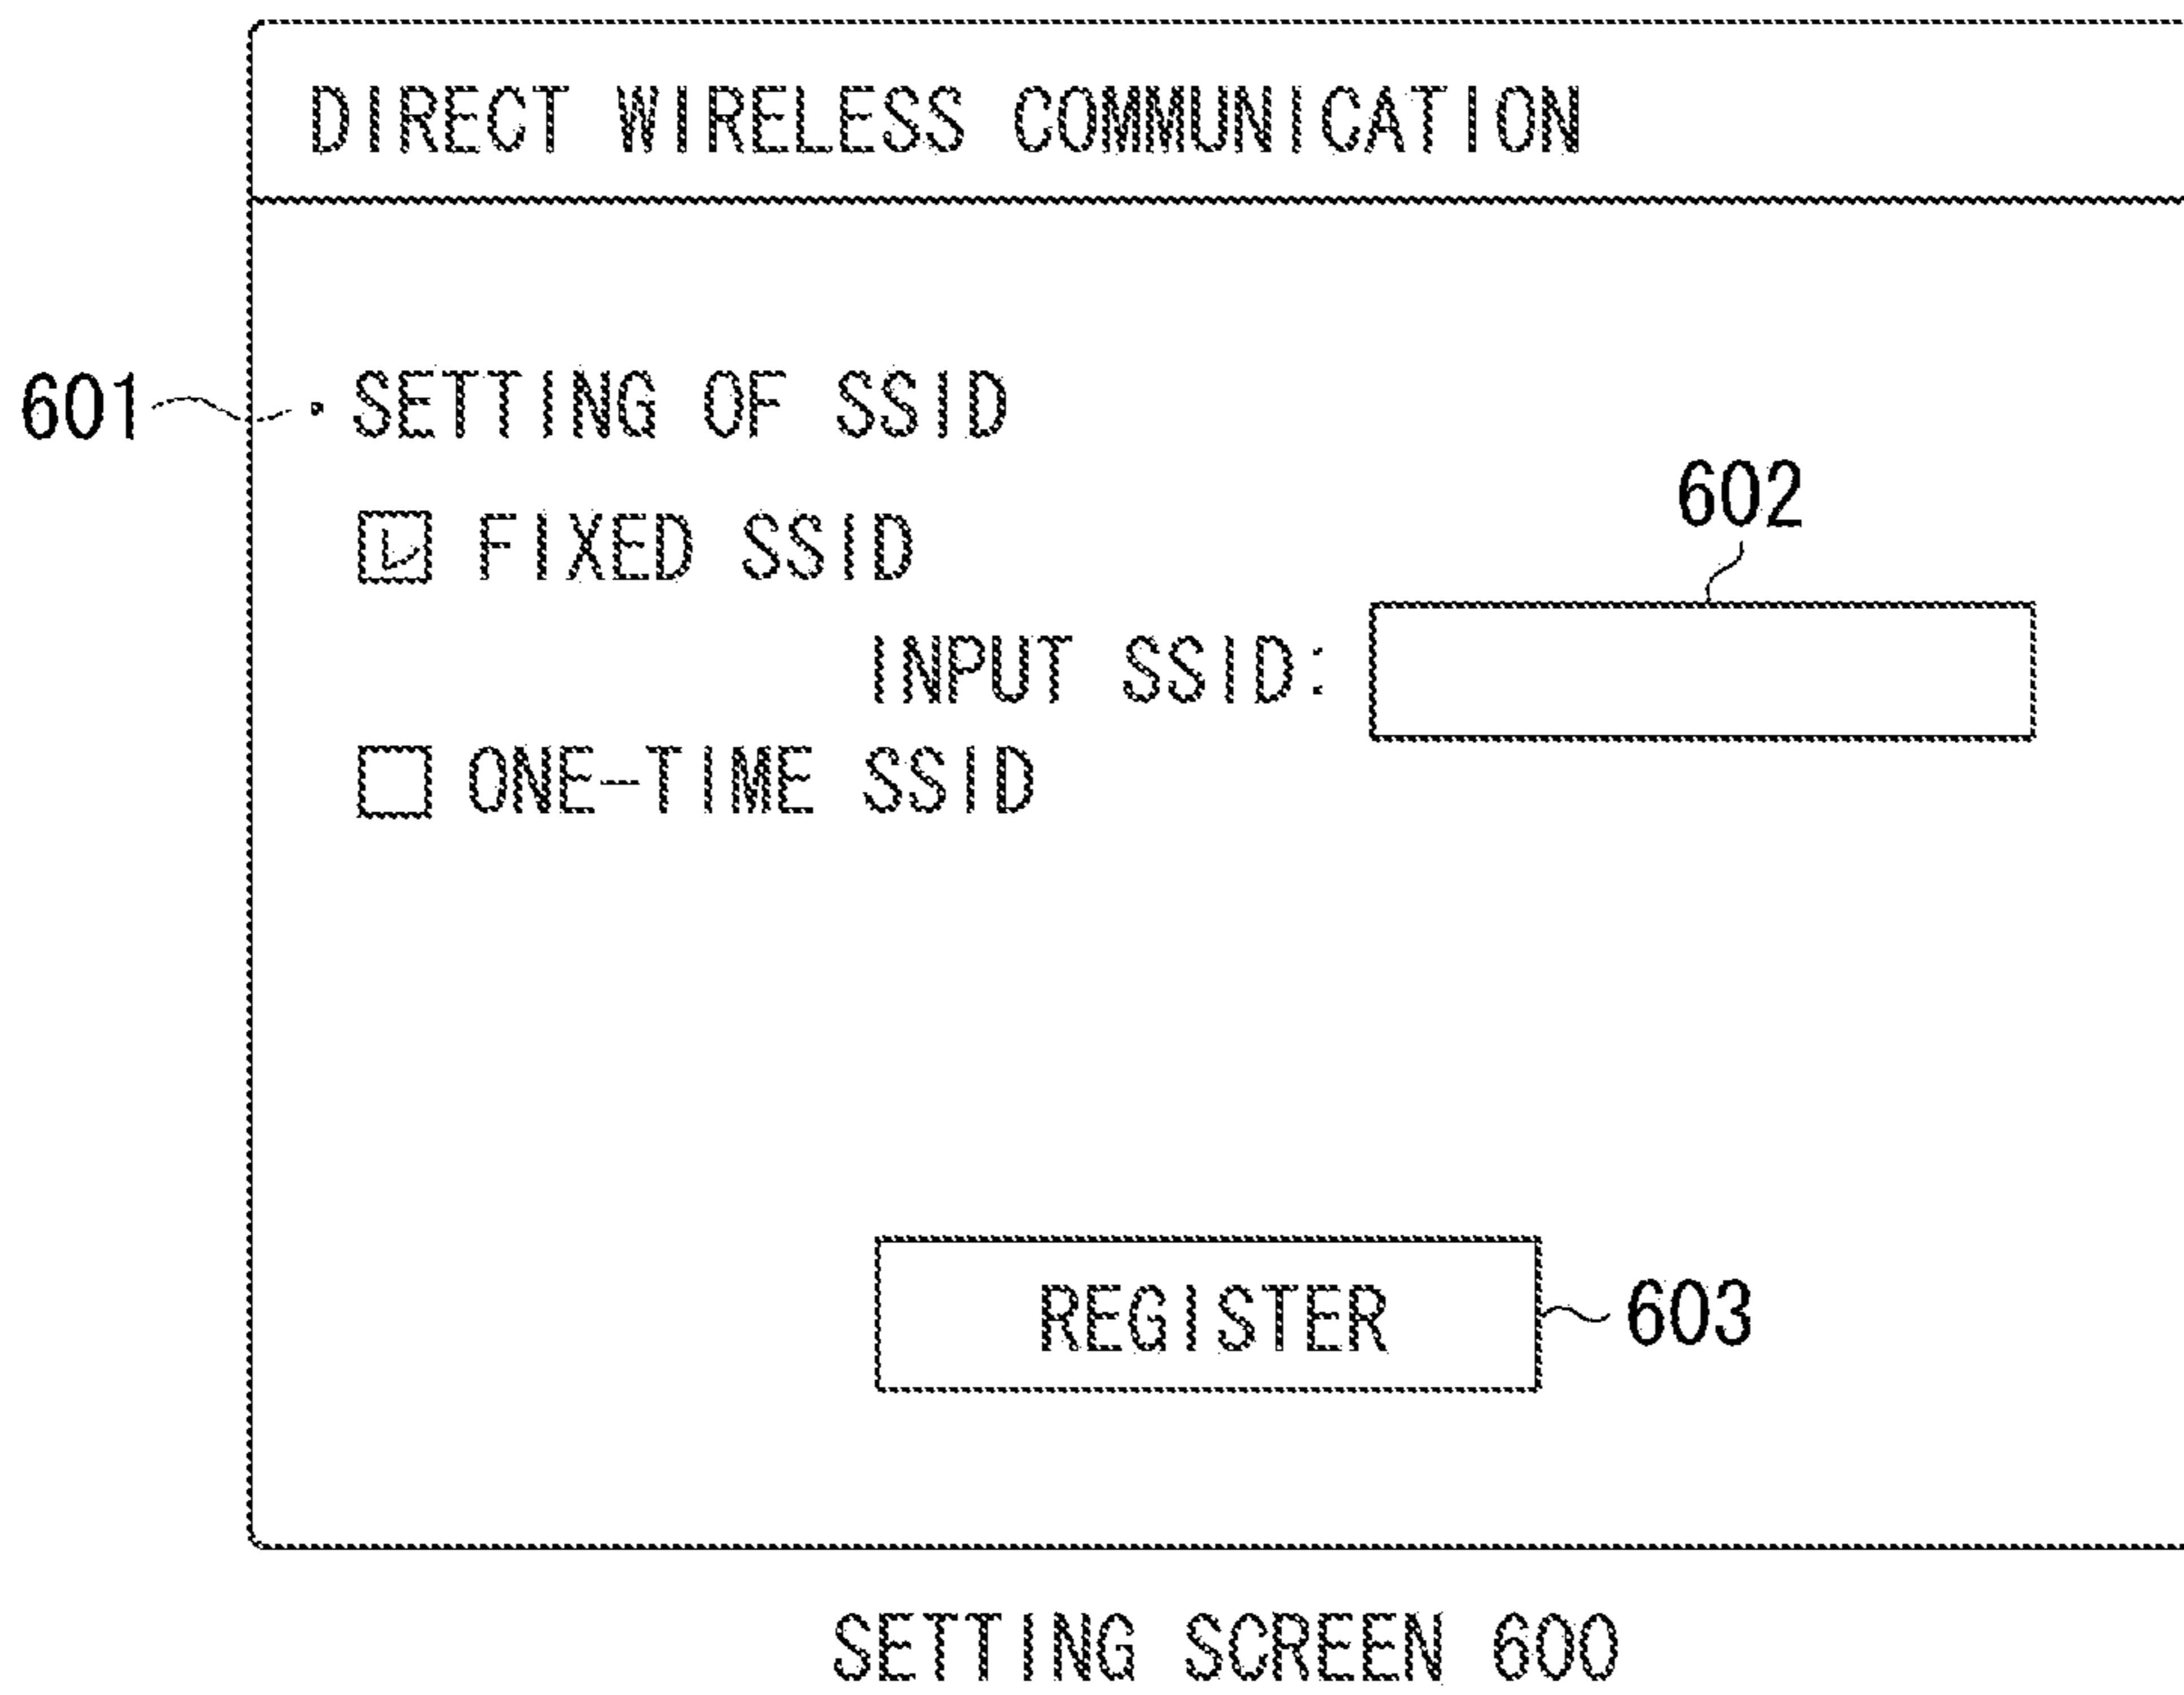 DIRECT WIRELESS COMMUNICATION
601
・SETTING OF SSID
FIXED SSID
602
INPUT SSID:
ONE-TIME SSID
REGISTER
603
SETTING SCREEN 600